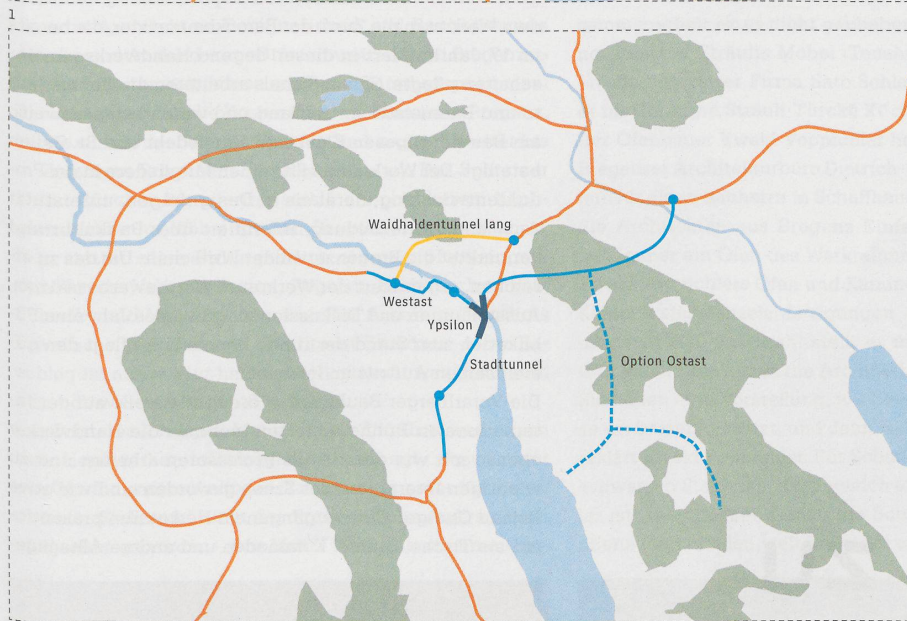 1
Waidhaldentunnel lang
Westast
Ypsilon
Stadttunnel
Option Ostast